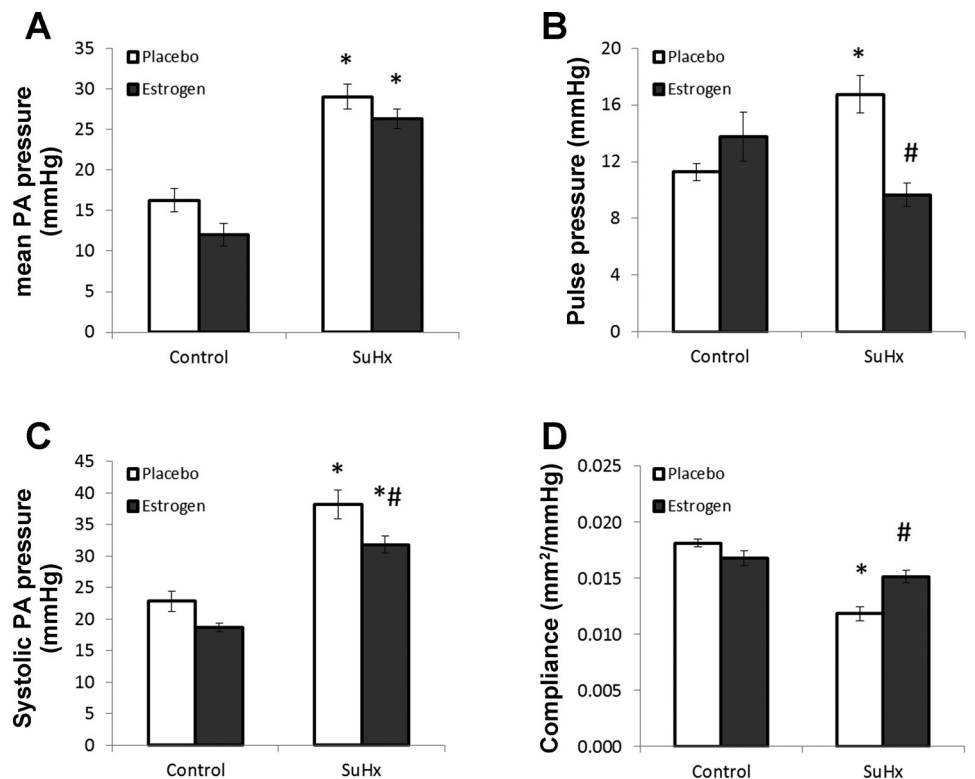 A
mean PA pressure
(mmHg)
35
30
25
20
15
10
5
0
Placebo
Estrogen
*
*
Control
SuHx
B
Pulse pressure (mmHg)
20
16
12
8
4
0
Placebo
Estrogen
*
#
Control
SuHx
C
Systolic PA pressure
(mmHg)
45
40
35
30
25
20
15
10
5
0
Placebo
Estrogen
*
*#
Control
SuHx
D
Compliance (mm²/mmHg)
0.025
0.020
0.015
0.010
0.005
0.000
Placebo
Estrogen
*
#
Control
SuHx